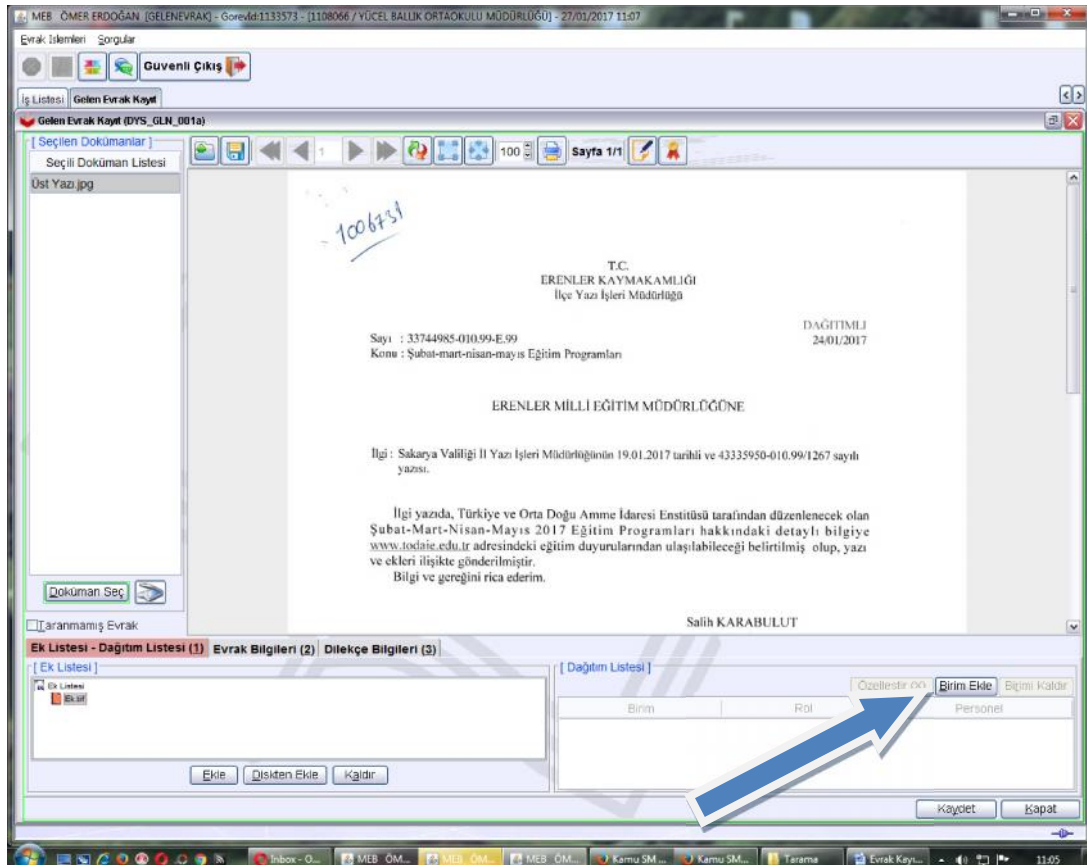 MEB ÖMER ERDOĞAN [GELENEVRAK] - GorevId:1133573 - [1108066 / YÜCEL BALLIK ORTAOKULU MÜDÜRLÜĞÜ] - 27/01/2017 11:07
Evrak Islemleri Sorgular
Guvenli Çıkış
İş Listesi Gelen Evrak Kayıt
Gelen Evrak Kayıt (DYS_GLN_001a)
[ Seçilen Dokümanlar ]
Seçili Doküman Listesi
Üst Yazı.jpg
1 100 Sayfa 1/1
1006731
T.C.
ERENLER KAYMAKAMLIĞI
İlçe Yazı İşleri Müdürlüğü
DAĞITIMLI
Sayı : 33744985-010.99-E.99 24/01/2017
Konu : Şubat-mart-nisan-mayıs Eğitim Programları
ERENLER MİLLİ EĞİTİM MÜDÜRLÜĞÜNE
İlgi : Sakarya Valiliği İl Yazı İşleri Müdürlüğünün 19.01.2017 tarihli ve 43335950-010.99/1267 sayılı
yazısı.
İlgi yazıda, Türkiye ve Orta Doğu Amme İdaresi Enstitüsü tarafından düzenlenecek olan
Şubat-Mart-Nisan-Mayıs 2017 Eğitim Programları hakkındaki detaylı bilgiye
www.todaie.edu.tr adresindeki eğitim duyurularından ulaşılabileceği belirtilmiş olup, yazı
ve ekleri ilişikte gönderilmiştir.
Bilgi ve gereğini rica ederim.
Salih KARABULUT
Doküman Seç
Taranmamış Evrak
Ek Listesi - Dağıtım Listesi (1) Evrak Bilgileri (2) Dilekçe Bilgileri (3)
[ Ek Listesi ]
Ek Listesi
Ek.tif
Ekle Diskten Ekle Kaldır
[ Dağıtım Listesi ]
Özelleştir Birim Ekle Birimi Kaldır
Birim Rol Personel
Kaydet Kapat
Inbox - O... MEB ÖM... MEB ÖM... MEB ÖM... Kamu SM ... Kamu SM... Tarama Evrak Kayı... 11:05